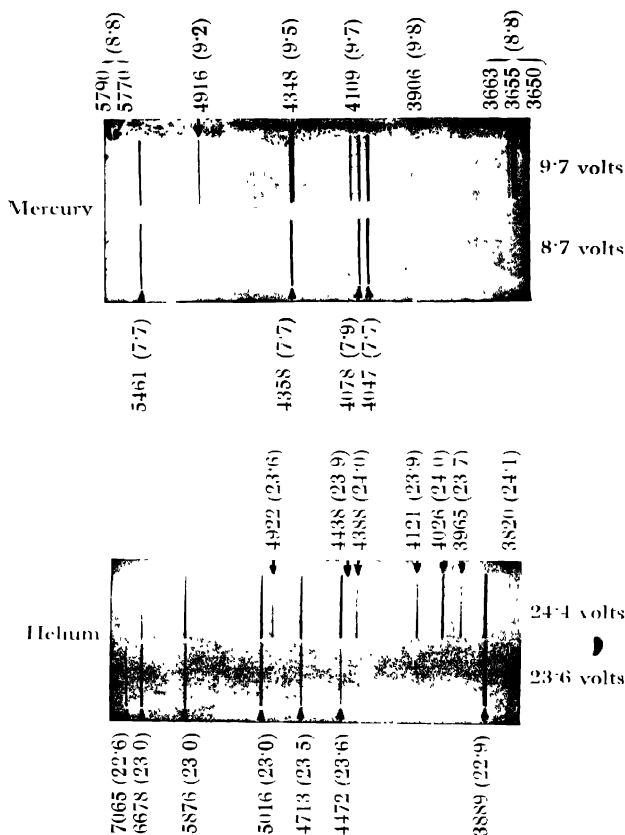 5790 } (8·8)
5770
4916 (9·2)
4348 (9·5)
4109 (9·7)
3906 (9·8)
3663
3655 } (8·8)
3650
Mercury
9·7 volts
8·7 volts
5461 (7·7)
4358 (7·7)
4078 (7·9)
4047 (7·7)
4922 (23·6)
4438 (23·9)
4388 (24·0)
4121 (23·9)
4026 (24 0)
3965 (23 7)
3820 (24·1)
Helium
24·4 volts
23·6 volts
7065 (22·6)
6678 (23 0)
5876 (23 0)
5016 (23·0)
4713 (23 5)
4472 (23·6)
3889 (22·9)